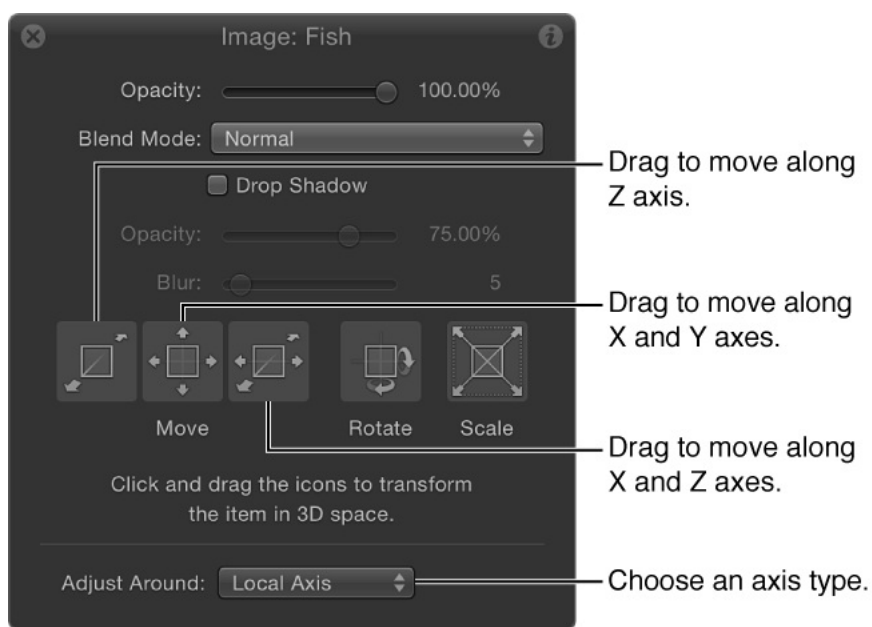 Image: Fish
Opacity: 100.00%
Blend Mode: Normal
Drop Shadow
Opacity: 75.00%
Blur: 5
Move Rotate Scale
Click and drag the icons to transform
the item in 3D space.
Adjust Around: Local Axis
Drag to move along
Z axis.
Drag to move along
X and Y axes.
Drag to move along
X and Z axes.
Choose an axis type.